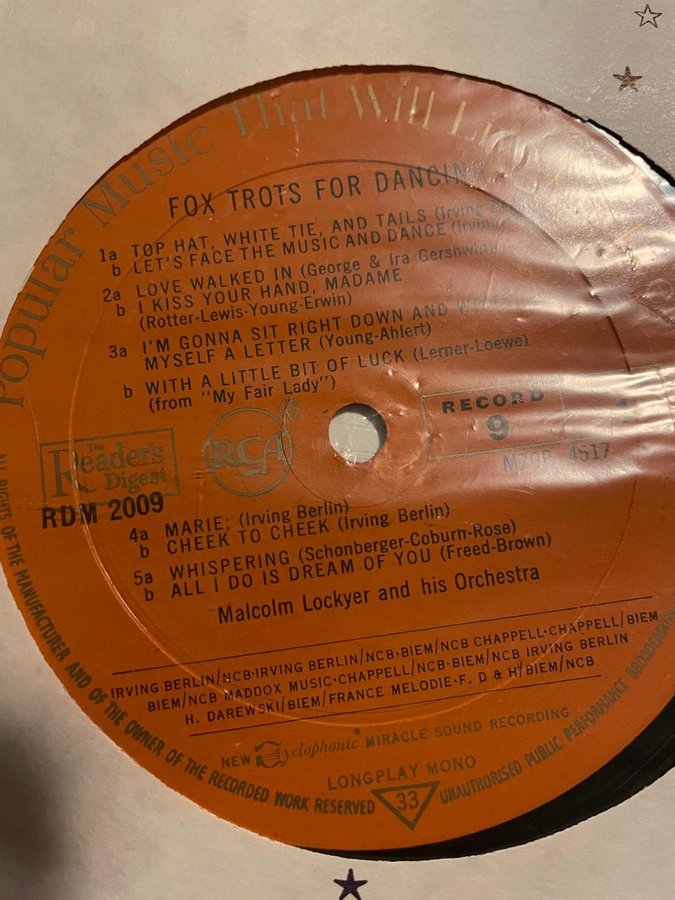 Popular Music That Will Li
FOX TROTS FOR DANCING
1a TOP HAT, WHITE TIE, AND TAILS (Irving
b LET'S FACE THE MUSIC AND DANCE (Irving
2a LOVE WALKED IN (George & Ira Gershwin)
b I KISS YOUR HAND, MADAME
(Rotter-Lewis-Young-Erwin)
3a I'M GONNA SIT RIGHT DOWN AND
MYSELF A LETTER (Young-Ahlert)
b WITH A LITTLE BIT OF LUCK (Lerner-Loewe)
(from "My Fair Lady")
RECORD
9
4517
The
Reader's
Digest
RCA
RDM 2009
4a MARIE; (Irving Berlin)
b CHEEK TO CHEEK (Irving Berlin)
5a WHISPERING (Schonberger-Coburn-Rose)
b ALL I DO IS DREAM OF YOU (Freed-Brown)
Malcolm Lockyer and his Orchestra
IRVING BERLIN/NCB·IRVING BERLIN/NCB·BIEM/NCB CHAPPELL·CHAPPELL/BIEM
BIEM/NCB MADDOX MUSIC·CHAPPELL/NCB·BIEM/NCB IRVING BERLIN
H. DAREWSKI/BIEM/FRANCE MELODIE·F. D & H/BIEM/NCB
NEW Cyclophonic MIRACLE SOUND RECORDING
LONGPLAY MONO
33
ALL RIGHTS OF THE MANUFACTURER AND OF THE OWNER OF THE RECORDED WORK RESERVED
UNAUTHORISED PUBLIC PERFORMANCE BROADCASTING